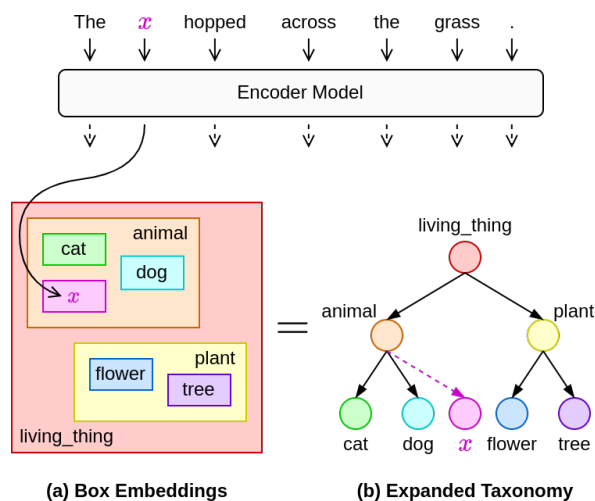 The x hopped across the grass .
Encoder Model
animal
cat
dog
x
plant
flower
tree
living_thing
=
living_thing
animal plant
cat dog x flower tree
(a) Box Embeddings
(b) Expanded Taxonomy